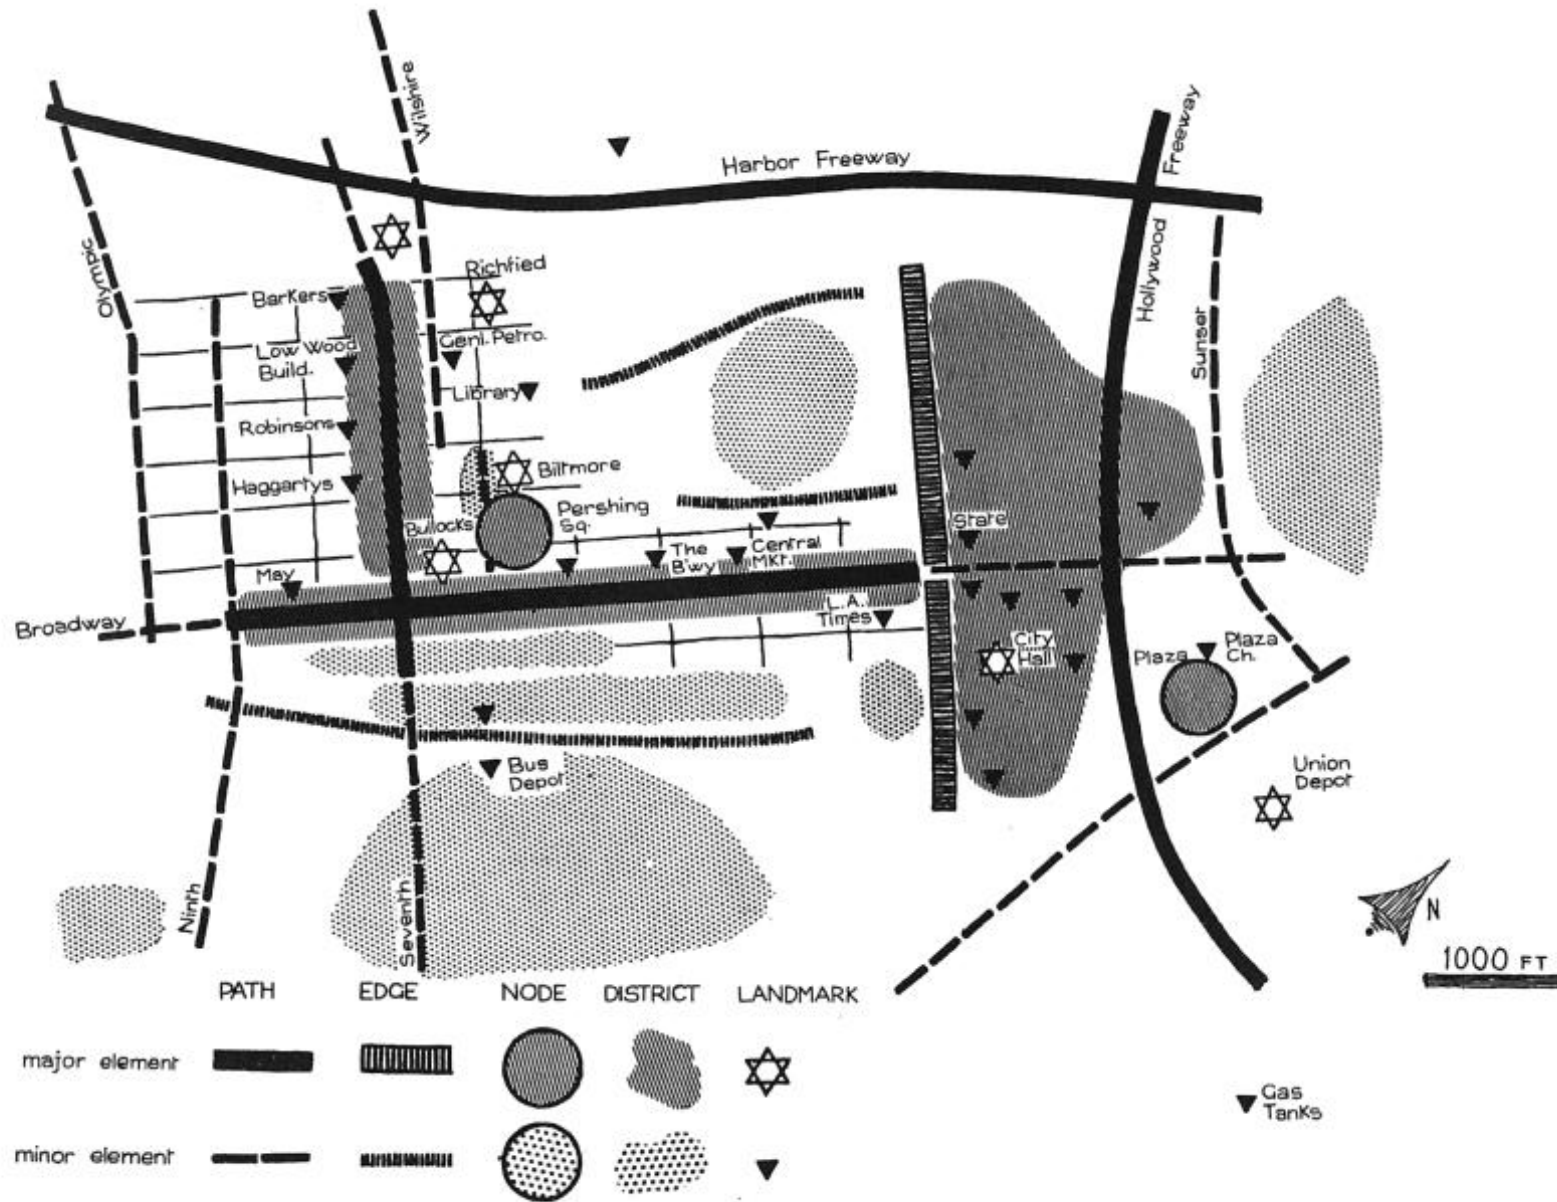 Wilshire
Harbor Freeway
Freeway
Hollywood
Olympic
Richfied
Barkers
Sunser
Genl. Petro.
Low Wood
Build.
Library
Robinsons
Biltmore
Haggartys
Pershing
Sq.
Bullocks
State
The
B'wy
Central
Mkt.
May
Broadway
L.A.
Times
City
Hall
Plaza
Plaza
Ch.
Bus
Depot
Union
Depot
Ninth
Seventh
N
1000 FT
PATH EDGE NODE DISTRICT LANDMARK
major element
minor element
Gas
Tanks